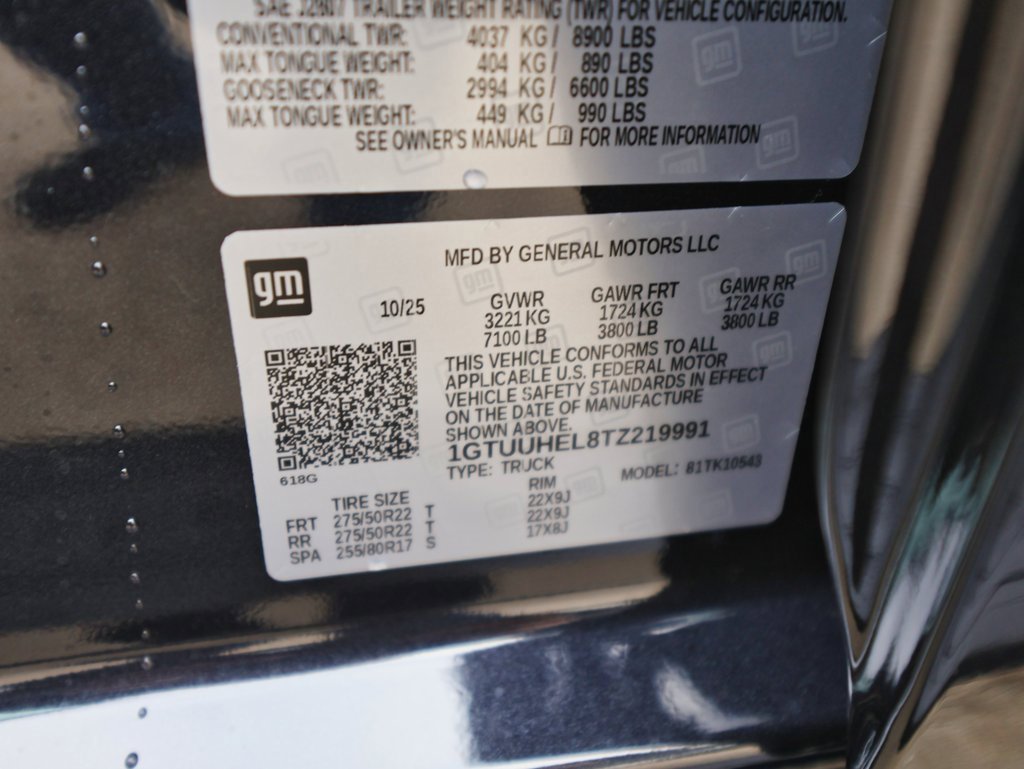 SAE J2807 TRAILER WEIGHT RATING (TWR) FOR VEHICLE CONFIGURATION.
CONVENTIONAL TWR: 4037 KG/ 8900 LBS
MAX TONGUE WEIGHT: 404 KG/ 890 LBS
GOOSENECK TWR: 2994 KG/ 6600 LBS
MAX TONGUE WEIGHT: 449 KG/ 990 LBS
SEE OWNER'S MANUAL FOR MORE INFORMATION
gm
MFD BY GENERAL MOTORS LLC
10/25
GVWR GAWR FRT GAWR RR
3221 KG 1724 KG 1724 KG
7100 LB 3800 LB 3800 LB
THIS VEHICLE CONFORMS TO ALL
APPLICABLE U.S. FEDERAL MOTOR
VEHICLE SAFETY STANDARDS IN EFFECT
ON THE DATE OF MANUFACTURE
SHOWN ABOVE.
1GTUUHEL8TZ219991
TYPE: TRUCK MODEL: 81TK10543
618G
TIRE SIZE RIM
FRT 275/50R22 T 22X9J
RR 275/50R22 T 22X9J
SPA 255/80R17 S 17X8J